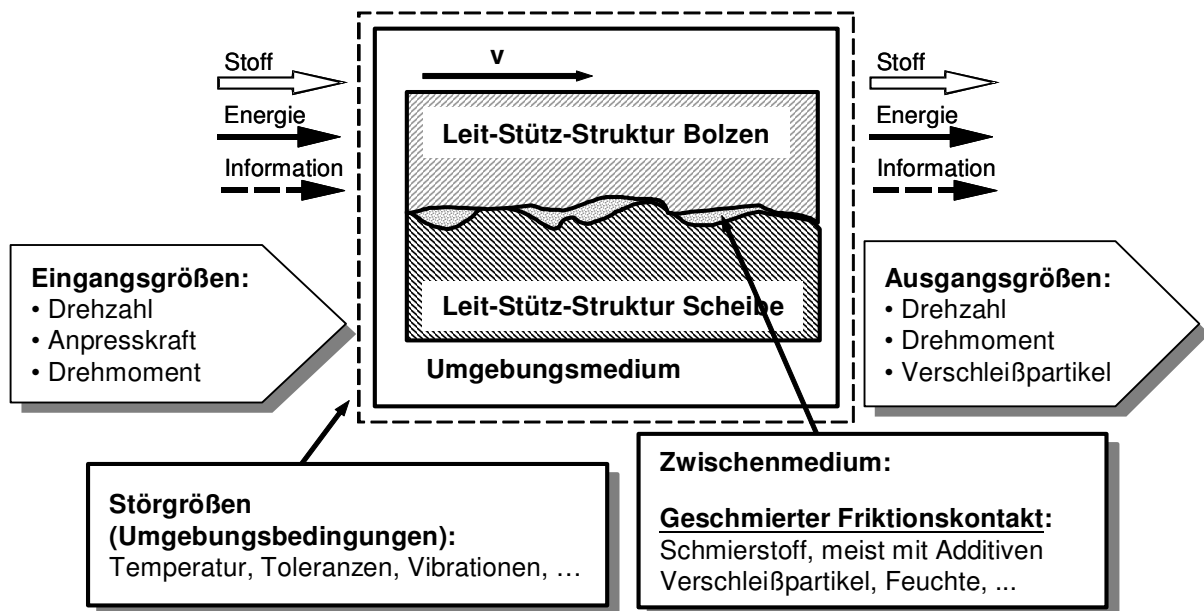 Stoff
Energie
Information
v
Leit-Stütz-Struktur Bolzen
Leit-Stütz-Struktur Scheibe
Umgebungsmedium
Stoff
Energie
Information
Eingangsgrößen:
• Drehzahl
• Anpresskraft
• Drehmoment
Ausgangsgrößen:
• Drehzahl
• Drehmoment
• Verschleißpartikel
Störgrößen
(Umgebungsbedingungen):
Temperatur, Toleranzen, Vibrationen, …
Zwischenmedium:
Geschmierter Friktionskontakt:
Schmierstoff, meist mit Additiven
Verschleißpartikel, Feuchte, ...